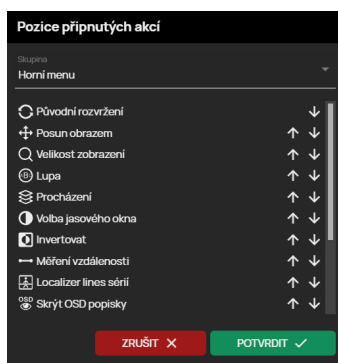 Pozice připnutých akcí
Skupina
Horní menu
Původní rozvržení
Posun obrazem
Velikost zobrazení
Lupa
Procházení
Volba jasového okna
Invertovat
Měření vzdálenosti
Localizer lines sérií
OSD Skrýt OSD popisky
ZRUŠIT POTVRDIT